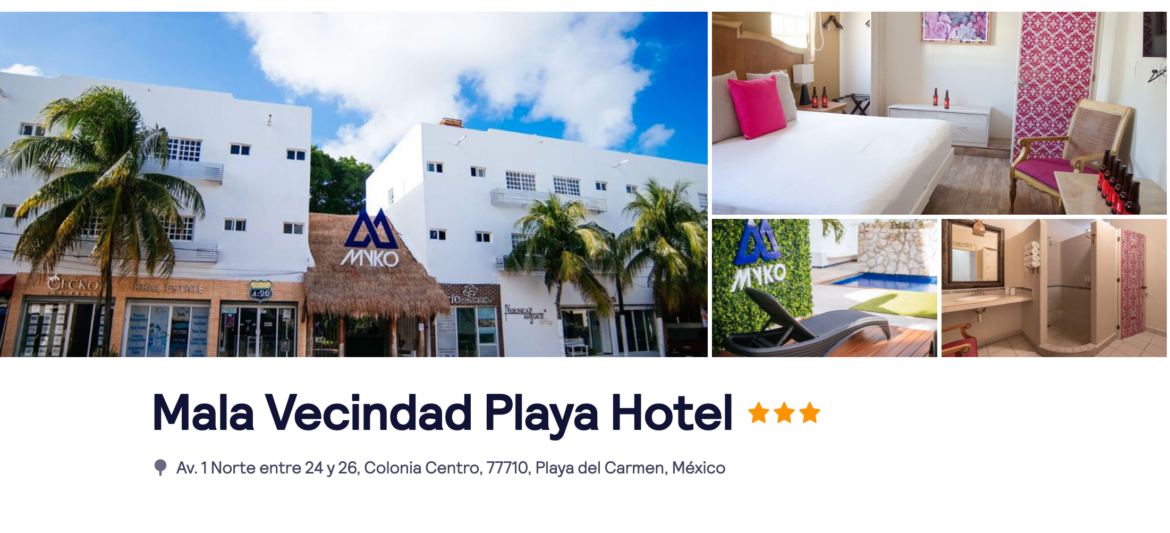 MYKO
GECKO
REAL ESTATE
4:20
MYKO
Mala Vecindad Playa Hotel
Av. 1 Norte entre 24 y 26, Colonia Centro, 77710, Playa del Carmen, México